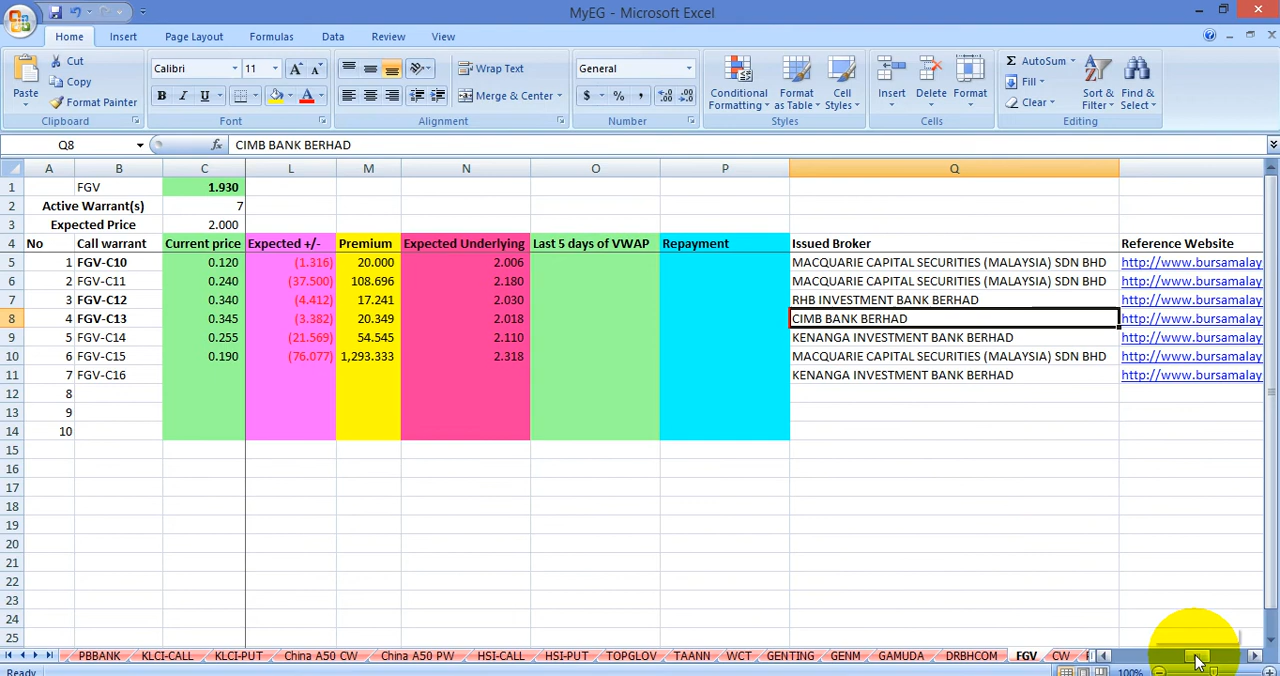 MyEG - Microsoft Excel
Home Insert Page Layout Formulas Data Review View
Paste Cut Copy Format Painter Clipboard
Calibri 11 A A B I U A Font
Wrap Text Merge & Center Alignment
General $ % , Number
Conditional Formatting Format as Table Cell Styles Styles
Insert Delete Format Cells
Σ AutoSum Fill Clear Sort & Filter Find & Select Editing
Q8 fx CIMB BANK BERHAD
A B C L M N O P Q
1 FGV 1.930
2 Active Warrant(s) 7
3 Expected Price 2.000
4 No Call warrant Current price Expected +/- Premium Expected Underlying Last 5 days of VWAP Repayment Issued Broker Reference Website
5 1 FGV-C10 0.120 (1.316) 20.000 2.006 MACQUARIE CAPITAL SECURITIES (MALAYSIA) SDN BHD http://www.bursamalay
6 2 FGV-C11 0.240 (37.500) 108.696 2.180 MACQUARIE CAPITAL SECURITIES (MALAYSIA) SDN BHD http://www.bursamalay
7 3 FGV-C12 0.340 (4.412) 17.241 2.030 RHB INVESTMENT BANK BERHAD http://www.bursamalay
8 4 FGV-C13 0.345 (3.382) 20.349 2.018 CIMB BANK BERHAD http://www.bursamalay
9 5 FGV-C14 0.255 (21.569) 54.545 2.110 KENANGA INVESTMENT BANK BERHAD http://www.bursamalay
10 6 FGV-C15 0.190 (76.077) 1,293.333 2.318 MACQUARIE CAPITAL SECURITIES (MALAYSIA) SDN BHD http://www.bursamalay
11 7 FGV-C16 KENANGA INVESTMENT BANK BERHAD http://www.bursamalay
12 8
13 9
14 10
15
16
17
18
19
20
21
22
23
24
25
PBBANK KLCI-CALL KLCI-PUT China A50 CW China A50 PW HSI-CALL HSI-PUT TOPGLOV TAANN WCT GENTING GENM GAMUDA DRBHCOM FGV CW
Ready 100%